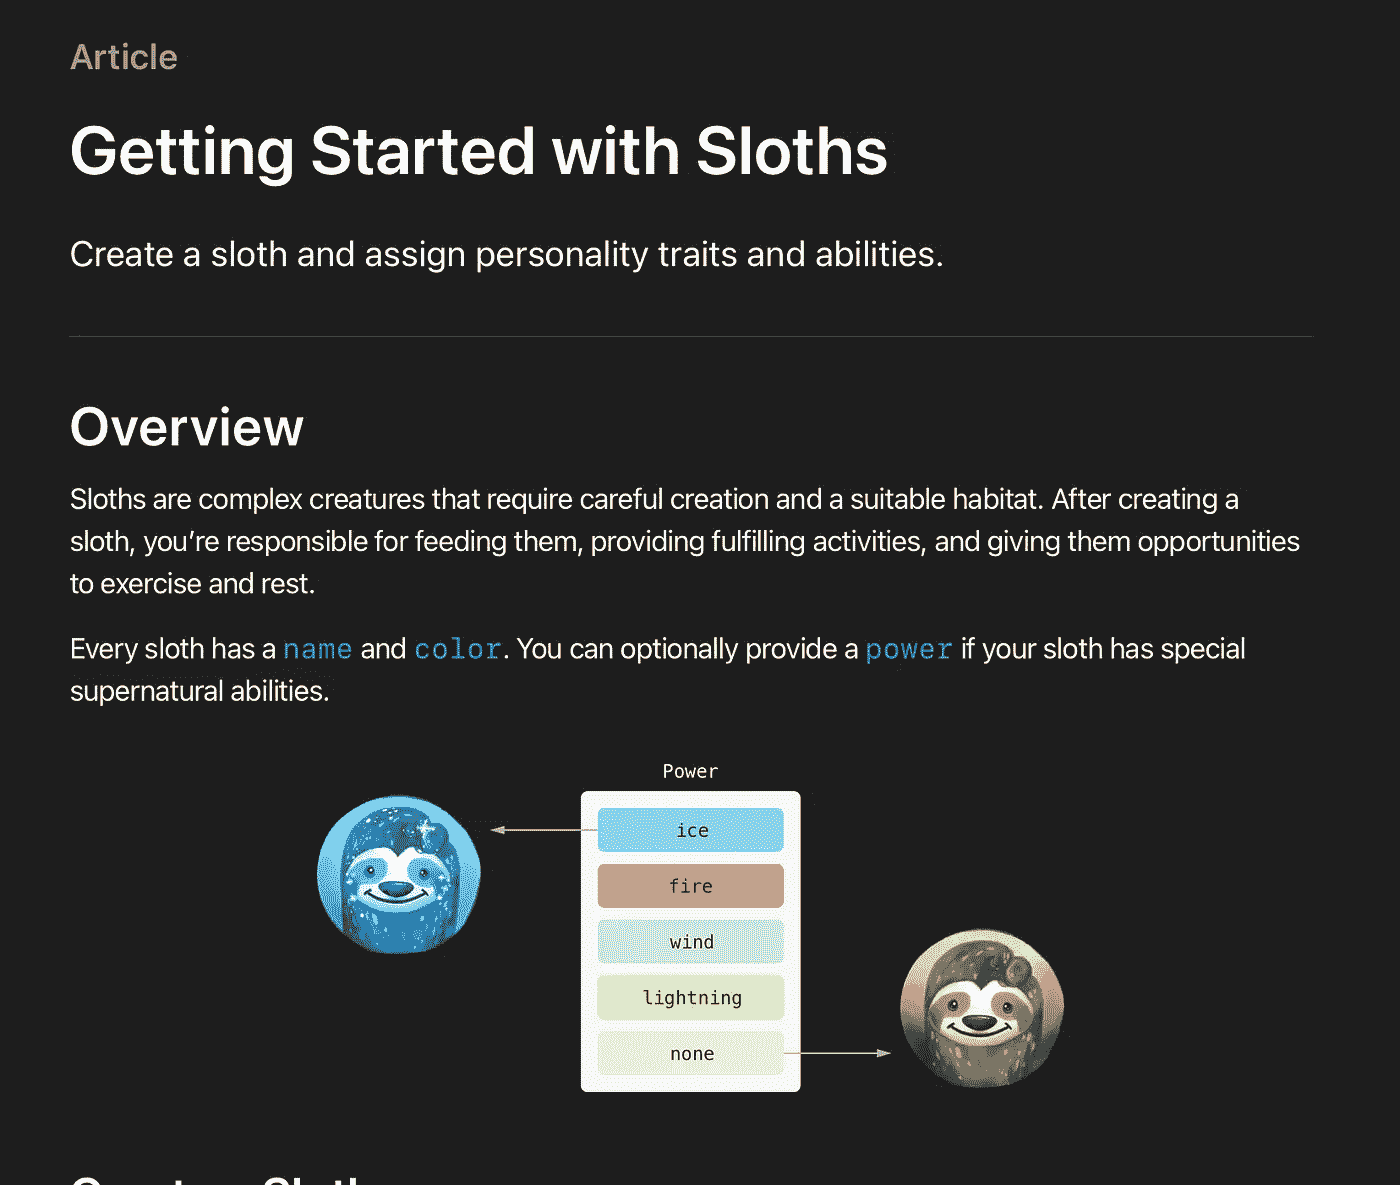 Article
Getting Started with Sloths
Create a sloth and assign personality traits and abilities.
Overview
Sloths are complex creatures that require careful creation and a suitable habitat. After creating a
sloth, you’re responsible for feeding them, providing fulfilling activities, and giving them opportunities
to exercise and rest.
Every sloth has a name and color. You can optionally provide a power if your sloth has special
supernatural abilities.
Power
ice
fire
wind
lightning
none